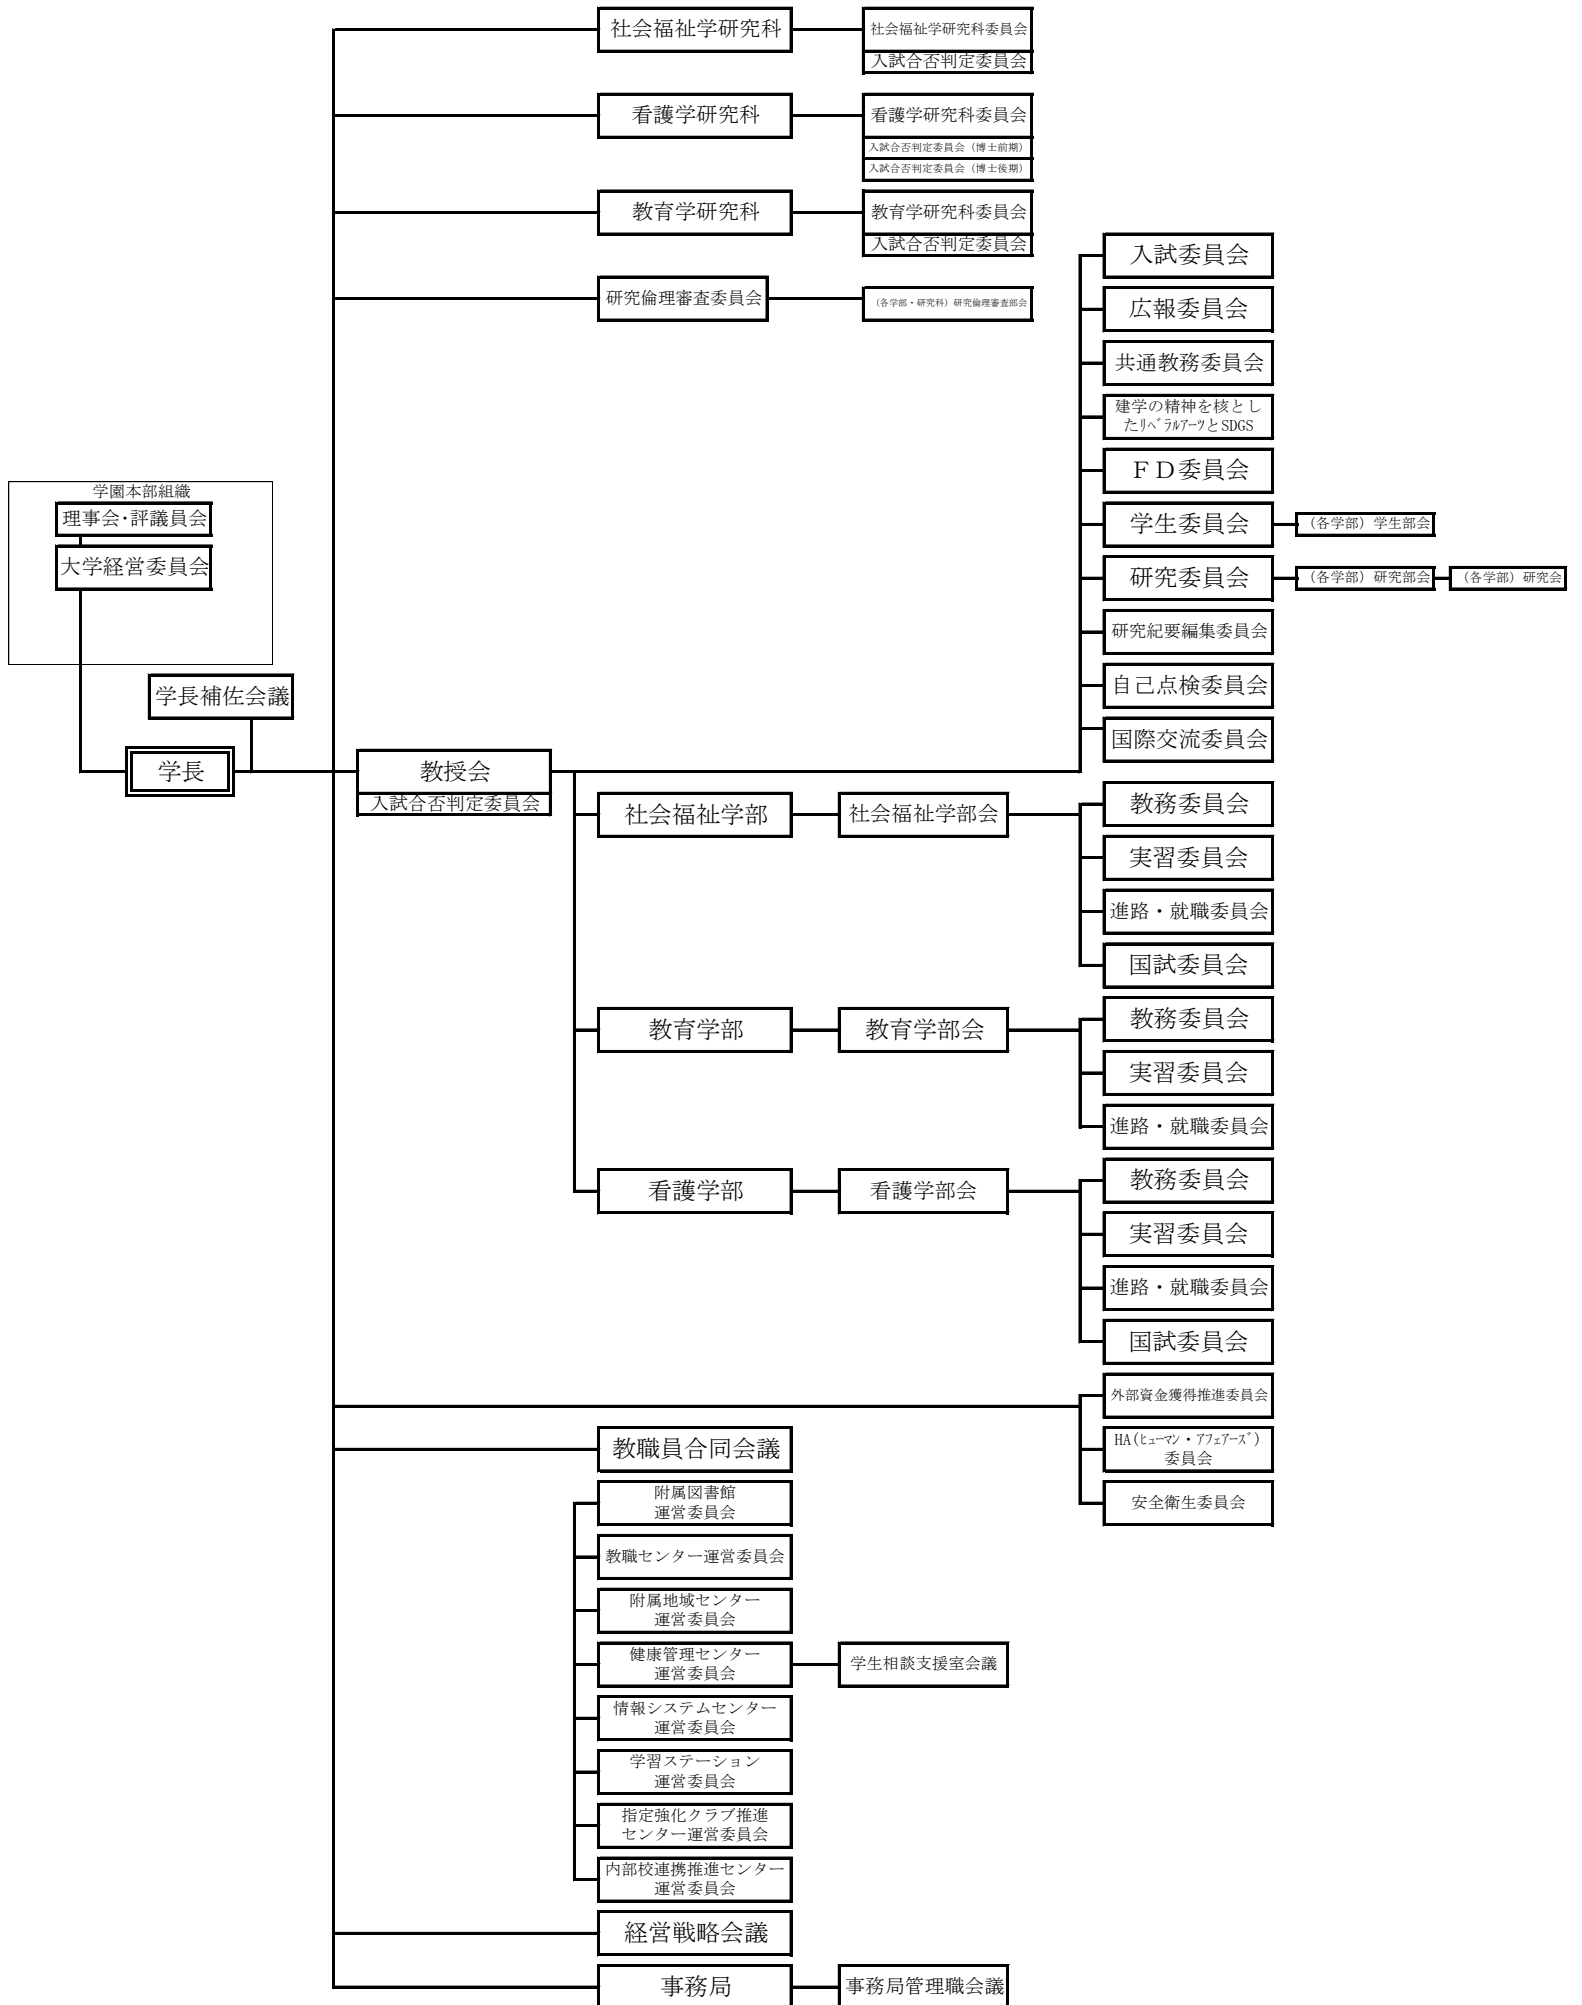 社会福祉学研究科
社会福祉学研究科委員会
入試合否判定委員会
看護学研究科
看護学研究科委員会
入試合否判定委員会（博士前期）
入試合否判定委員会（博士後期）
教育学研究科
教育学研究科委員会
入試合否判定委員会
研究倫理審査委員会
（各学部・研究科）研究倫理審査部会
入試委員会
広報委員会
共通教務委員会
建学の精神を核とし
たﾘﾍﾞﾗﾙｱｰﾂとSDGS
ＦＤ委員会
学生委員会
（各学部）学生部会
研究委員会
（各学部）研究部会
（各学部）研究会
研究紀要編集委員会
自己点検委員会
国際交流委員会
学園本部組織
理事会・評議員会
大学経営委員会
学長補佐会議
学長
教授会
入試合否判定委員会
社会福祉学部
社会福祉学部会
教務委員会
実習委員会
進路・就職委員会
国試委員会
教育学部
教育学部会
教務委員会
実習委員会
進路・就職委員会
看護学部
看護学部会
教務委員会
実習委員会
進路・就職委員会
国試委員会
外部資金獲得推進委員会
HA(ﾋｭｰﾏﾝ・ｱﾌｪｱｰｽﾞ)
委員会
安全衛生委員会
教職員合同会議
附属図書館
運営委員会
教職センター運営委員会
附属地域センター
運営委員会
健康管理センター
運営委員会
学生相談支援室会議
情報システムセンター
運営委員会
学習ステーション
運営委員会
指定強化クラブ推進
センター運営委員会
内部校連携推進センター
運営委員会
経営戦略会議
事務局
事務局管理職会議